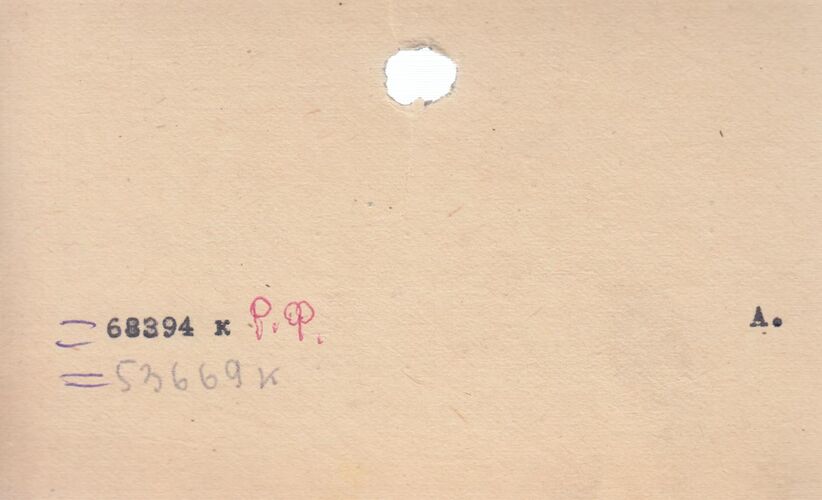 = 68394 к Р.Ф. А.
= 53669к